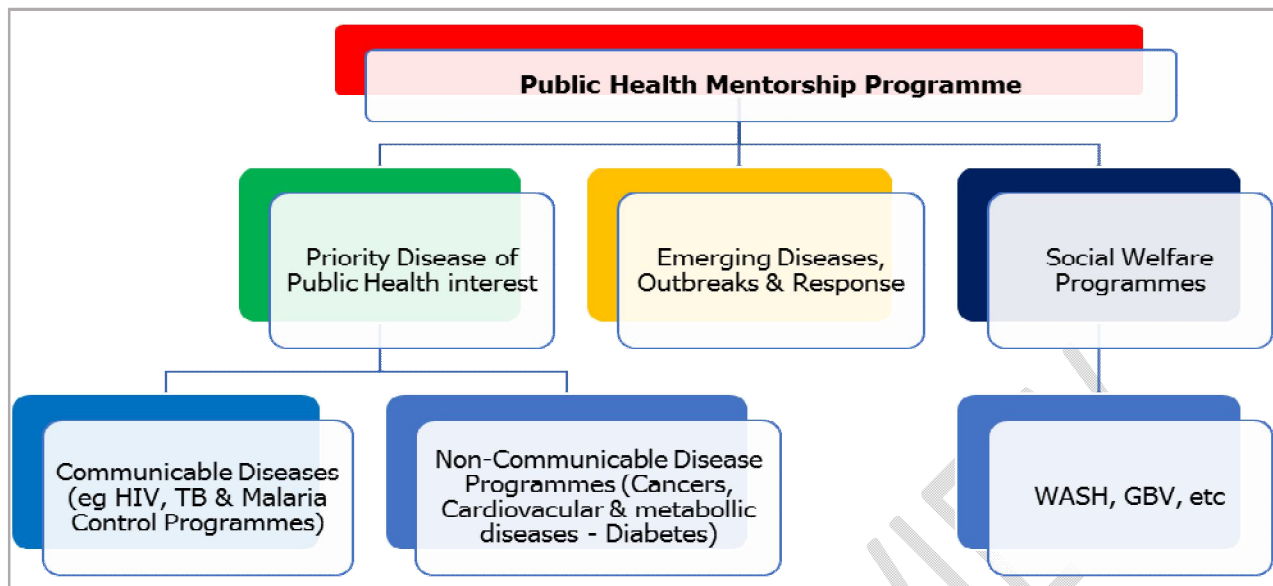 Public Health Mentorship Programme
Priority Disease of
Public Health interest
Emerging Diseases,
Outbreaks & Response
Social Welfare
Programmes
Communicable Diseases
(eg HIV, TB & Malaria
Control Programmes)
Non-Communicable Disease
Programmes (Cancers,
Cardiovacular & metabollic
diseases - Diabetes)
WASH, GBV, etc